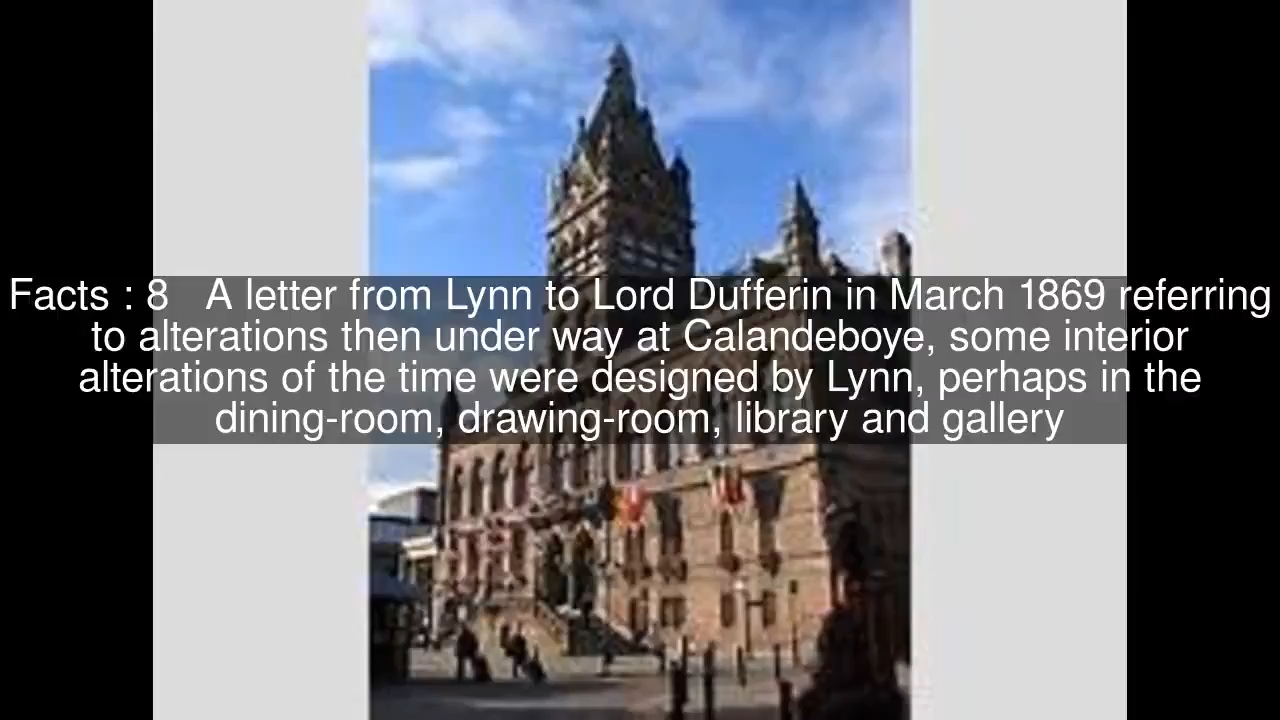 Facts : 8 A letter from Lynn to Lord Dufferin in March 1869 referring
to alterations then under way at Calandeboye, some interior
alterations of the time were designed by Lynn, perhaps in the
dining-room, drawing-room, library and gallery